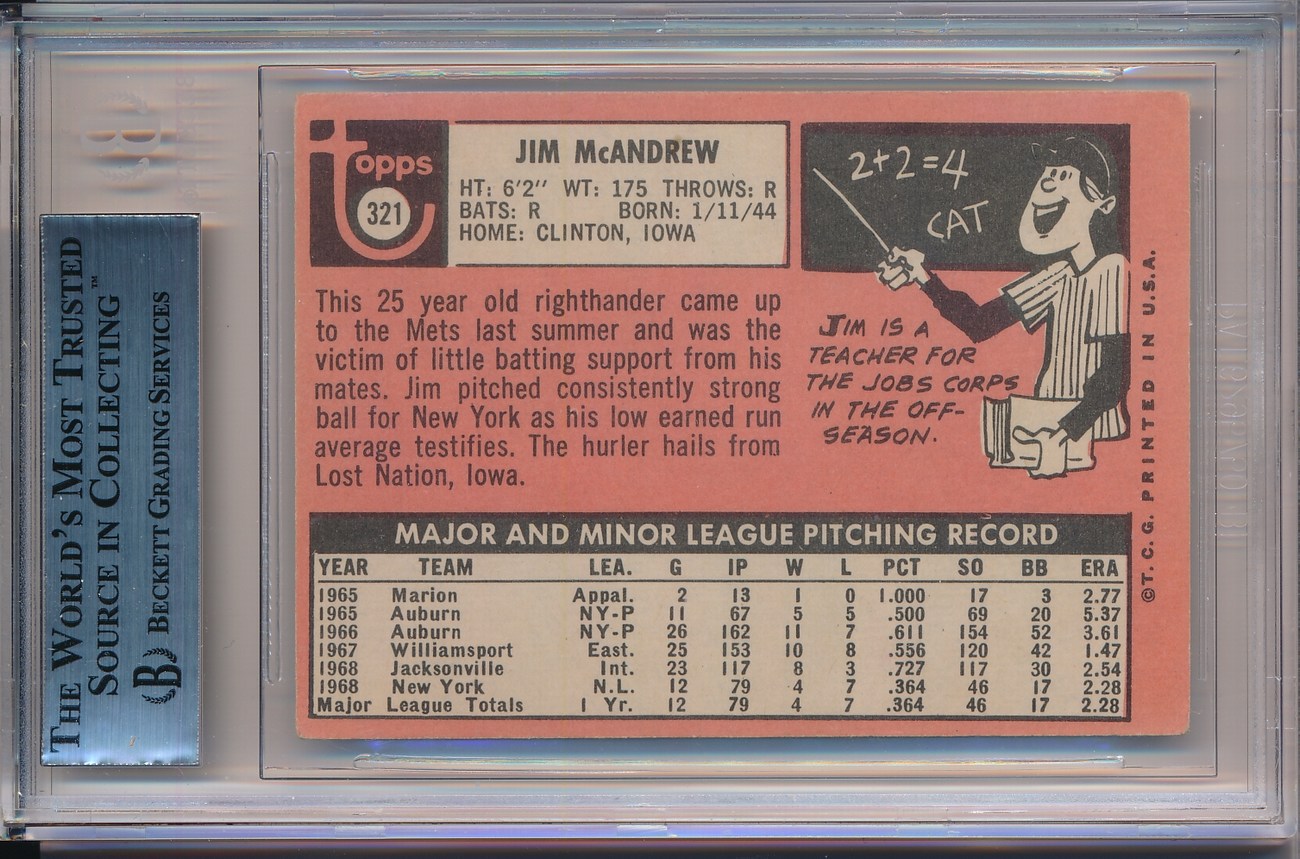 THE WORLD'S MOST TRUSTED
SOURCE IN COLLECTING™
B BECKETT GRADING SERVICES
Topps
321
JIM McANDREW
HT: 6'2" WT: 175 THROWS: R
BATS: R BORN: 1/11/44
HOME: CLINTON, IOWA
This 25 year old righthander came up
to the Mets last summer and was the
victim of little batting support from his
mates. Jim pitched consistently strong
ball for New York as his low earned run
average testifies. The hurler hails from
Lost Nation, Iowa.
2+2=4
CAT
JIM IS A
TEACHER FOR
THE JOBS CORPS
IN THE OFF-
SEASON.
©T. C. G. PRINTED IN U.S.A.
MAJOR AND MINOR LEAGUE PITCHING RECORD
YEAR TEAM LEA. G IP W L PCT SO BB ERA
1965 Marion Appal. 2 13 1 0 1.000 17 3 2.77
1965 Auburn NY-P 11 67 5 5 .500 69 20 5.37
1966 Auburn NY-P 26 162 11 7 .611 154 52 3.61
1967 Williamsport East. 25 153 10 8 .556 120 42 1.47
1968 Jacksonville Int. 23 117 8 3 .727 117 30 2.54
1968 New York N.L. 12 79 4 7 .364 46 17 2.28
Major League Totals 1 Yr. 12 79 4 7 .364 46 17 2.28